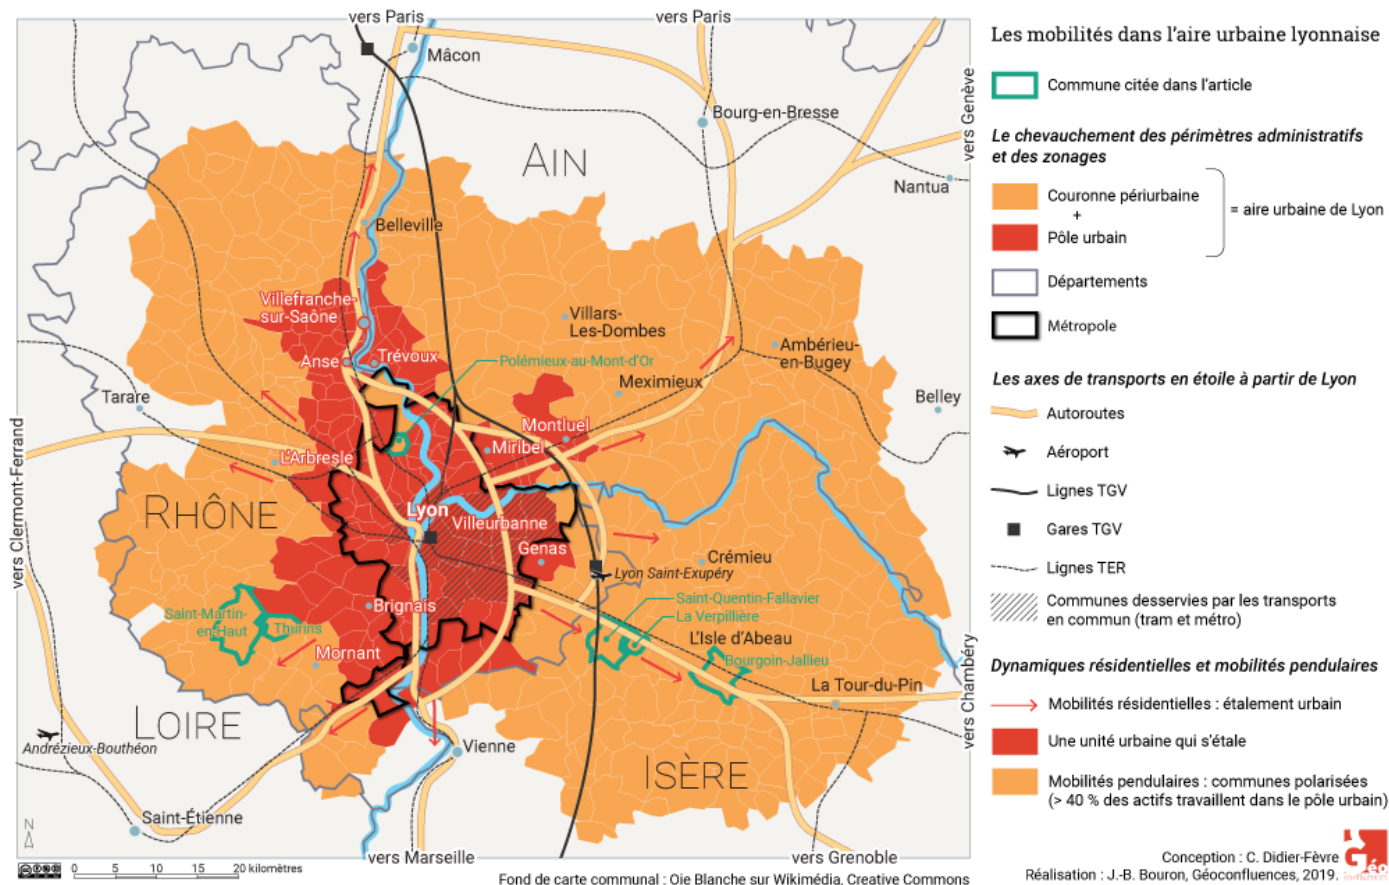 vers Paris
vers Paris
Mâcon
vers Genève
Bourg-en-Bresse
AIN
Nantua
Belleville
Villefranche-
sur-Saône
Villars-
Les-Dombes
Ambérieu-
en-Bugey
Anse
Trévoux
Polémieux-au-Mont-d'Or
Meximieux
Tarare
Belley
Montluel
Miribel
L'Arbresle
vers Clermont-Ferrand
RHÔNE
Lyon
Villeurbanne
Genas
Crémieu
Lyon Saint-Exupéry
Saint-Quentin-Fallavier
La Verpillière
Brignais
Saint-Martin-
en-Haut
Thurins
L'Isle d'Abeau
Bourgoin-Jallieu
Mornant
La Tour-du-Pin
vers Chambéry
LOIRE
Andrézieux-Bouthéon
Vienne
ISÈRE
Saint-Étienne
N
vers Marseille
vers Grenoble
0 5 10 15 20 kilomètres
Fond de carte communal : Oie Blanche sur Wikimédia, Creative Commons
Les mobilités dans l'aire urbaine lyonnaise
Commune citée dans l'article
Le chevauchement des périmètres administratifs
et des zonages
Couronne périurbaine
+
Pôle urbain
= aire urbaine de Lyon
Départements
Métropole
Les axes de transports en étoile à partir de Lyon
Autoroutes
Aéroport
Lignes TGV
Gares TGV
Lignes TER
Communes desservies par les transports
en commun (tram et métro)
Dynamiques résidentielles et mobilités pendulaires
Mobilités résidentielles : étalement urbain
Une unité urbaine qui s'étale
Mobilités pendulaires : communes polarisées
(> 40 % des actifs travaillent dans le pôle urbain)
Conception : C. Didier-Fèvre
Réalisation : J.-B. Bouron, Géoconfluences, 2019.
Géo